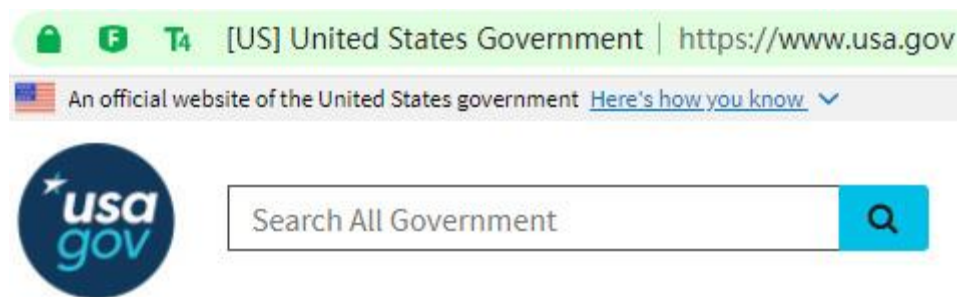 F T4 [US] United States Government | https://www.usa.gov
An official website of the United States government Here's how you know
usa
gov
Search All Government